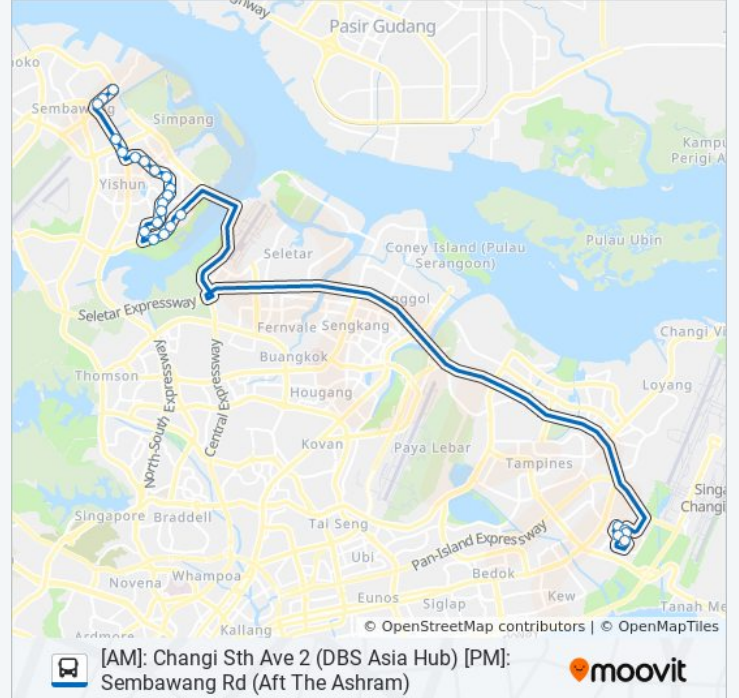 ghway
Pasir Gudang
oko
Sembawang
Simpang
Kampu
Perigi A
Yishun
Pulau Ubin
Seletar
Coney Island (Pulau
Serangoon)
nggol
Seletar Expressway
Fernvale
Sengkang
Changi Vi
Buangkok
Thomson
Loyang
North-South Expressway
Central Expressway
Hougang
Kovan
Paya Lebar
Tampines
Singa
Changi
Singapore
Braddell
Tai Seng
Pan-Island Expressway
Ubi
Bedok
Novena
Whampoa
Eunos
Siglap
Kew
Tanah Me
Kallang
Ardmore
© OpenStreetMap contributors | © OpenMapTiles
[AM]: Changi Sth Ave 2 (DBS Asia Hub) [PM]:
Sembawang Rd (Aft The Ashram)
moovit